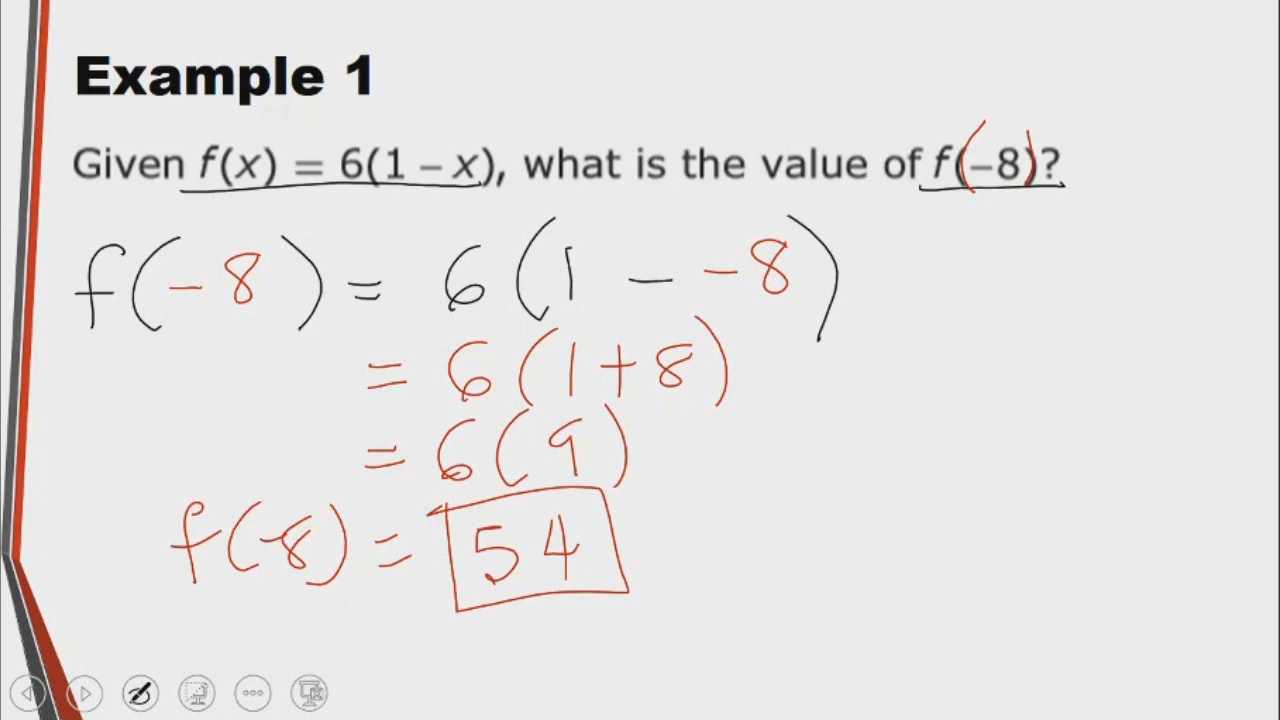 Example 1
Given f(x) = 6(1 – x), what is the value of f(–8)?
f(-8) = 6(1 - -8)
= 6(1+8)
= 6(9)
f(-8) = 54